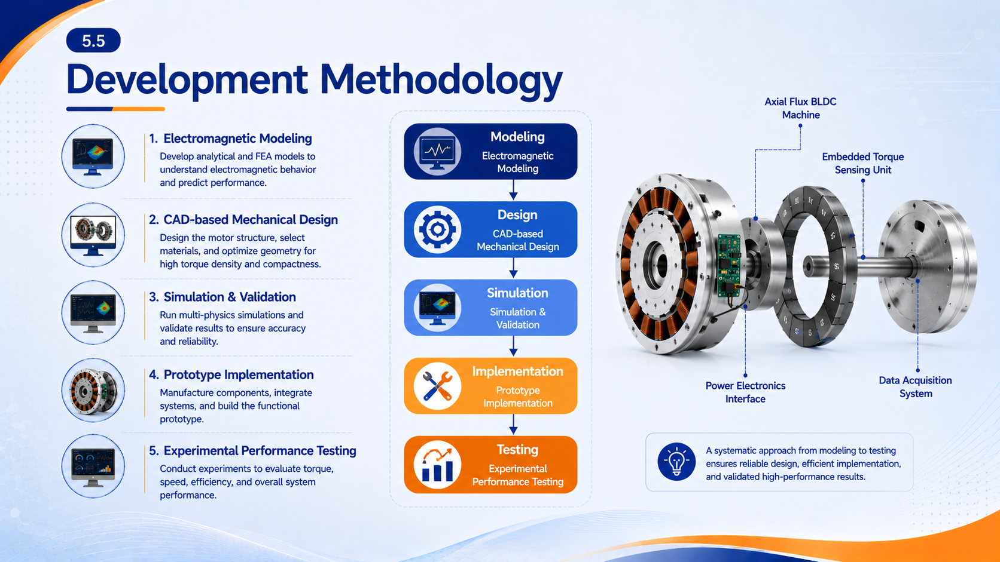 5.5
Development Methodology
1. Electromagnetic Modeling
Develop analytical and FEA models to
understand electromagnetic behavior
and predict performance.
2. CAD-based Mechanical Design
Design the motor structure, select
materials, and optimize geometry for
high torque density and compactness.
3. Simulation & Validation
Run multi-physics simulations and
validate results to ensure accuracy
and reliability.
4. Prototype Implementation
Manufacture components, integrate
systems, and build the functional
prototype.
5. Experimental Performance Testing
Conduct experiments to evaluate torque,
speed, efficiency, and overall system
performance.
Modeling
Electromagnetic
Modeling
Design
CAD-based
Mechanical Design
Simulation
Simulation &
Validation
Implementation
Prototype
Implementation
Testing
Experimental
Performance Testing
Axial Flux BLDC
Machine
Embedded Torque
Sensing Unit
Power Electronics
Interface
Data Acquisition
System
A systematic approach from modeling to testing
ensures reliable design, efficient implementation,
and validated high-performance results.